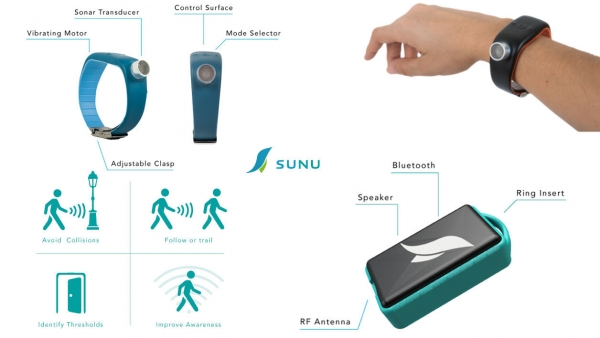 Sonar Transducer
Control Surface
Vibrating Motor
Mode Selector
Adjustable Clasp
SUNU
Avoid Collisions
Follow or trail
Identify Thresholds
Improve Awareness
Bluetooth
Speaker
Ring Insert
RF Antenna